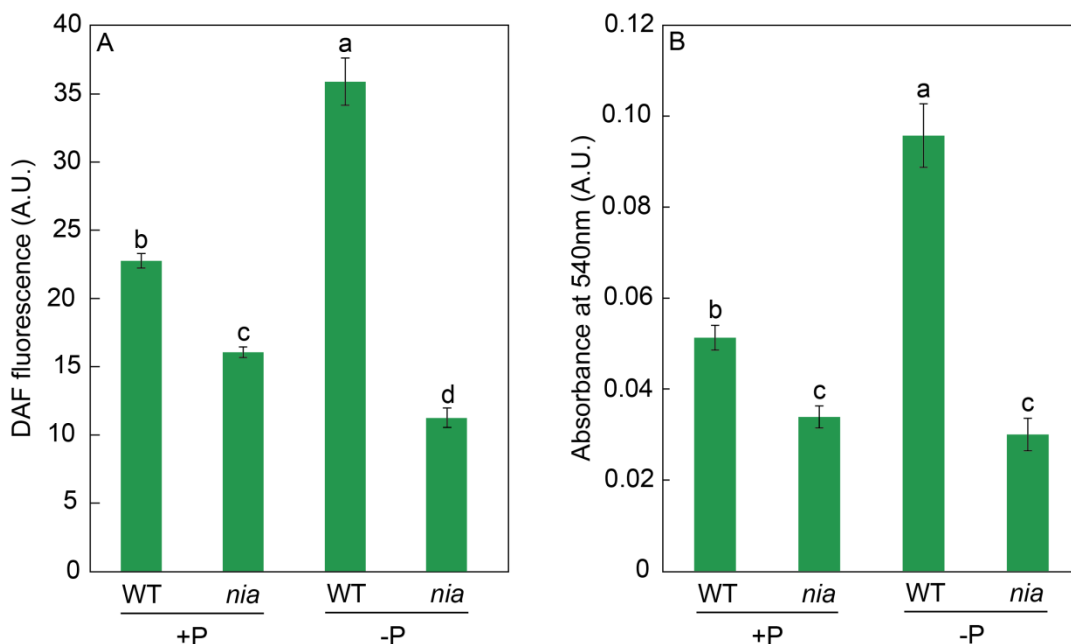 A
DAF fluorescence (A.U.)
40
35
30
25
20
15
10
5
0
b
c
a
d
WT nia WT nia
+P -P
B
Absorbance at 540nm (A.U.)
0.12
0.10
0.08
0.06
0.04
0.02
0
b
c
a
c
WT nia WT nia
+P -P